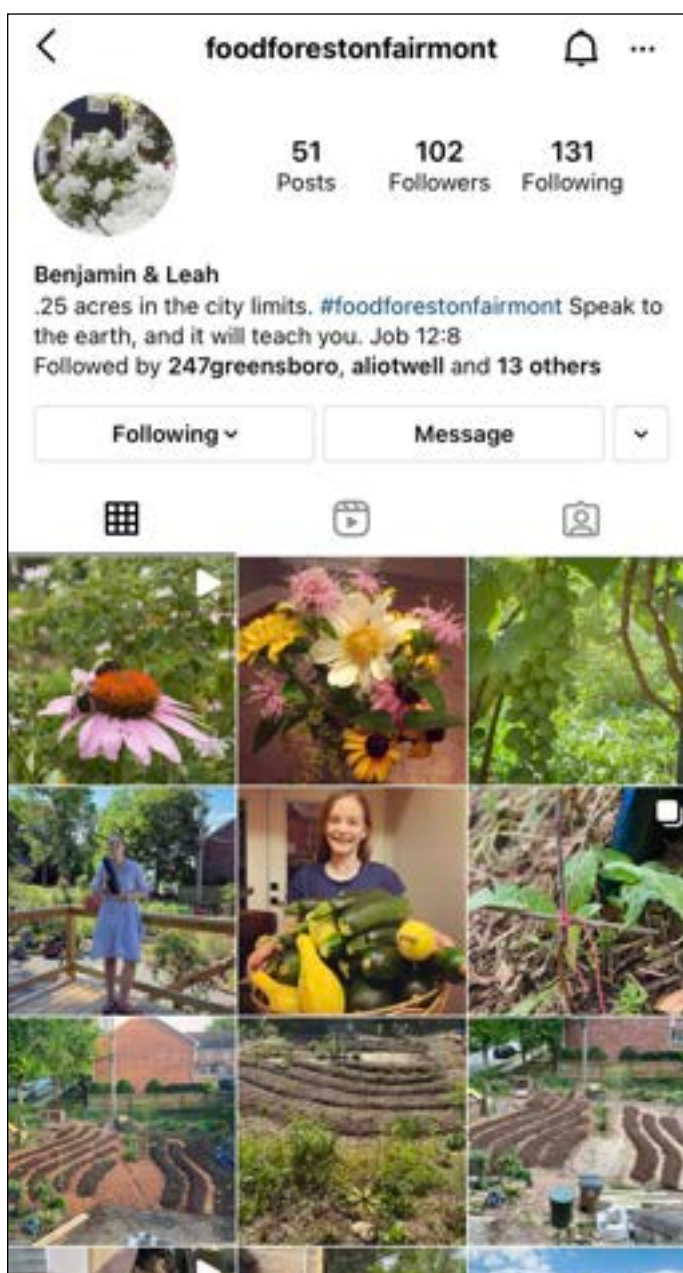 foodforestonfairmont
51 102 131
Posts Followers Following
Benjamin & Leah
.25 acres in the city limits. #foodforestonfairmont Speak to
the earth, and it will teach you. Job 12:8
Followed by 247greensboro, aliotwell and 13 others
Following Message